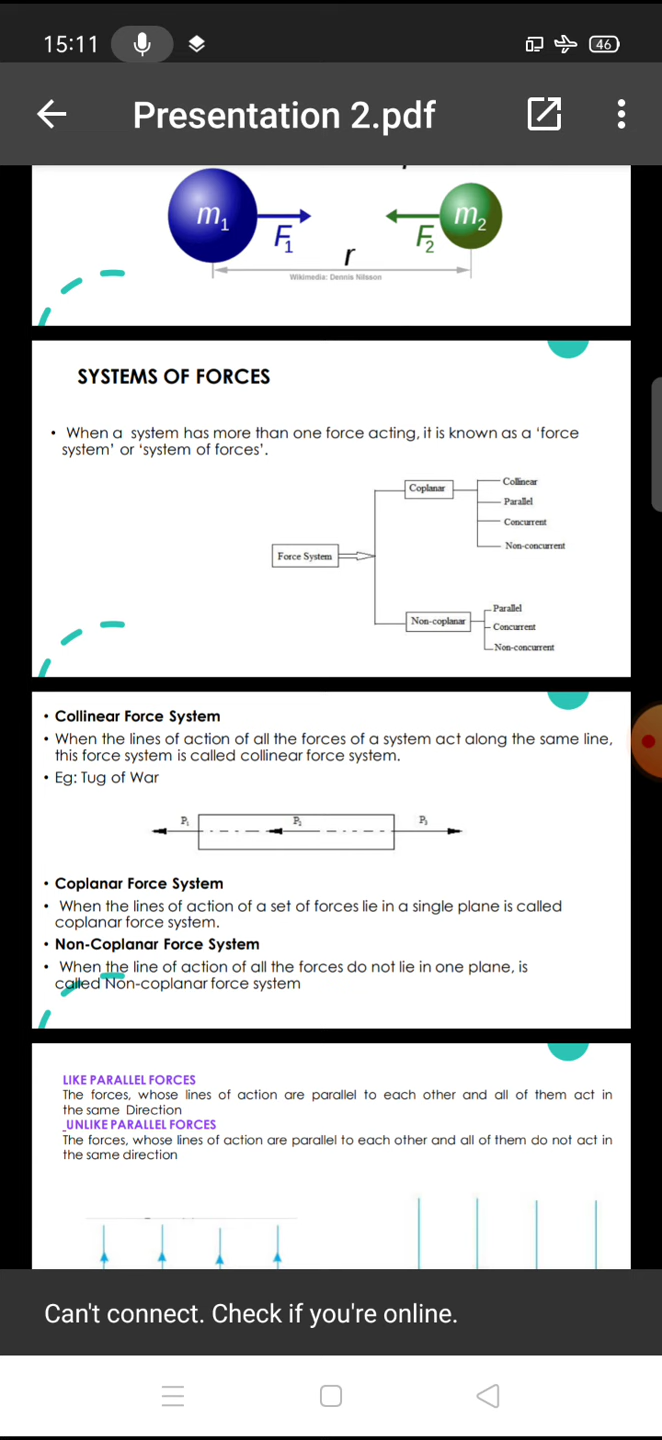 15:11
46
Presentation 2.pdf
m1
m2
F1
F2
r
Wikimedia: Dennis Nilsson
SYSTEMS OF FORCES
• When a system has more than one force acting, it is known as a ‘force
system’ or ‘system of forces’.
Coplanar
Collinear
Parallel
Concurrent
Non-concurrent
Force System
Non-coplanar
Parallel
Concurrent
Non-concurrent
• Collinear Force System
• When the lines of action of all the forces of a system act along the same line,
this force system is called collinear force system.
• Eg: Tug of War
P1 P2 P3
• Coplanar Force System
• When the lines of action of a set of forces lie in a single plane is called
coplanar force system.
• Non-Coplanar Force System
• When the line of action of all the forces do not lie in one plane, is
called Non-coplanar force system
LIKE PARALLEL FORCES
The forces, whose lines of action are parallel to each other and all of them act in
the same Direction
UNLIKE PARALLEL FORCES
The forces, whose lines of action are parallel to each other and all of them do not act in
the same direction
Can't connect. Check if you're online.